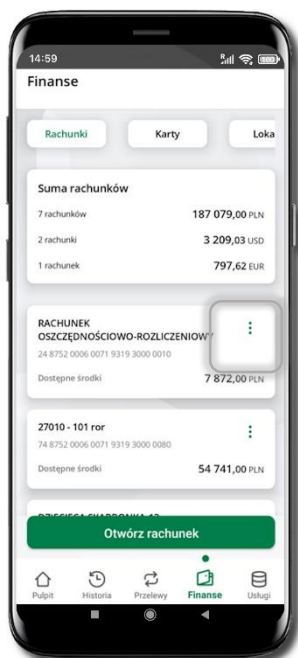 14:59
Finanse
Rachunki Karty Loka
Suma rachunków
7 rachunków 187 079,00 PLN
2 rachunki 3 209,03 USD
1 rachunek 797,62 EUR
RACHUNEK
OSZCZĘDNOŚCIOWO-ROZLICZENIOWY
24 8752 0006 0071 9319 3000 0010
Dostępne środki 7 872,00 PLN
27010 - 101 ror
74 8752 0006 0071 9319 3000 0080
Dostępne środki 54 741,00 PLN
Otwórz rachunek
Pulpit Historia Przelewy Finanse Usługi